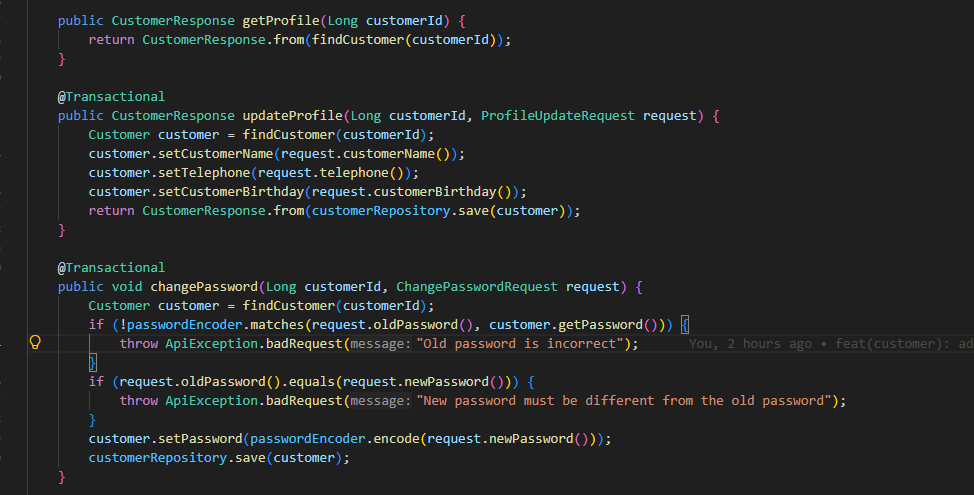 public CustomerResponse getProfile(Long customerId) {
return CustomerResponse.from(findCustomer(customerId));
}
@Transactional
public CustomerResponse updateProfile(Long customerId, ProfileUpdateRequest request) {
Customer customer = findCustomer(customerId);
customer.setCustomerName(request.customerName());
customer.setTelephone(request.telephone());
customer.setCustomerBirthday(request.customerBirthday());
return CustomerResponse.from(customerRepository.save(customer));
}
@Transactional
public void changePassword(Long customerId, ChangePasswordRequest request) {
Customer customer = findCustomer(customerId);
if (!passwordEncoder.matches(request.oldPassword(), customer.getPassword())) {
throw ApiException.badRequest(message: "Old password is incorrect"); You, 2 hours ago • feat(customer): ad
}
if (request.oldPassword().equals(request.newPassword())) {
throw ApiException.badRequest(message: "New password must be different from the old password");
}
customer.setPassword(passwordEncoder.encode(request.newPassword()));
customerRepository.save(customer);
}